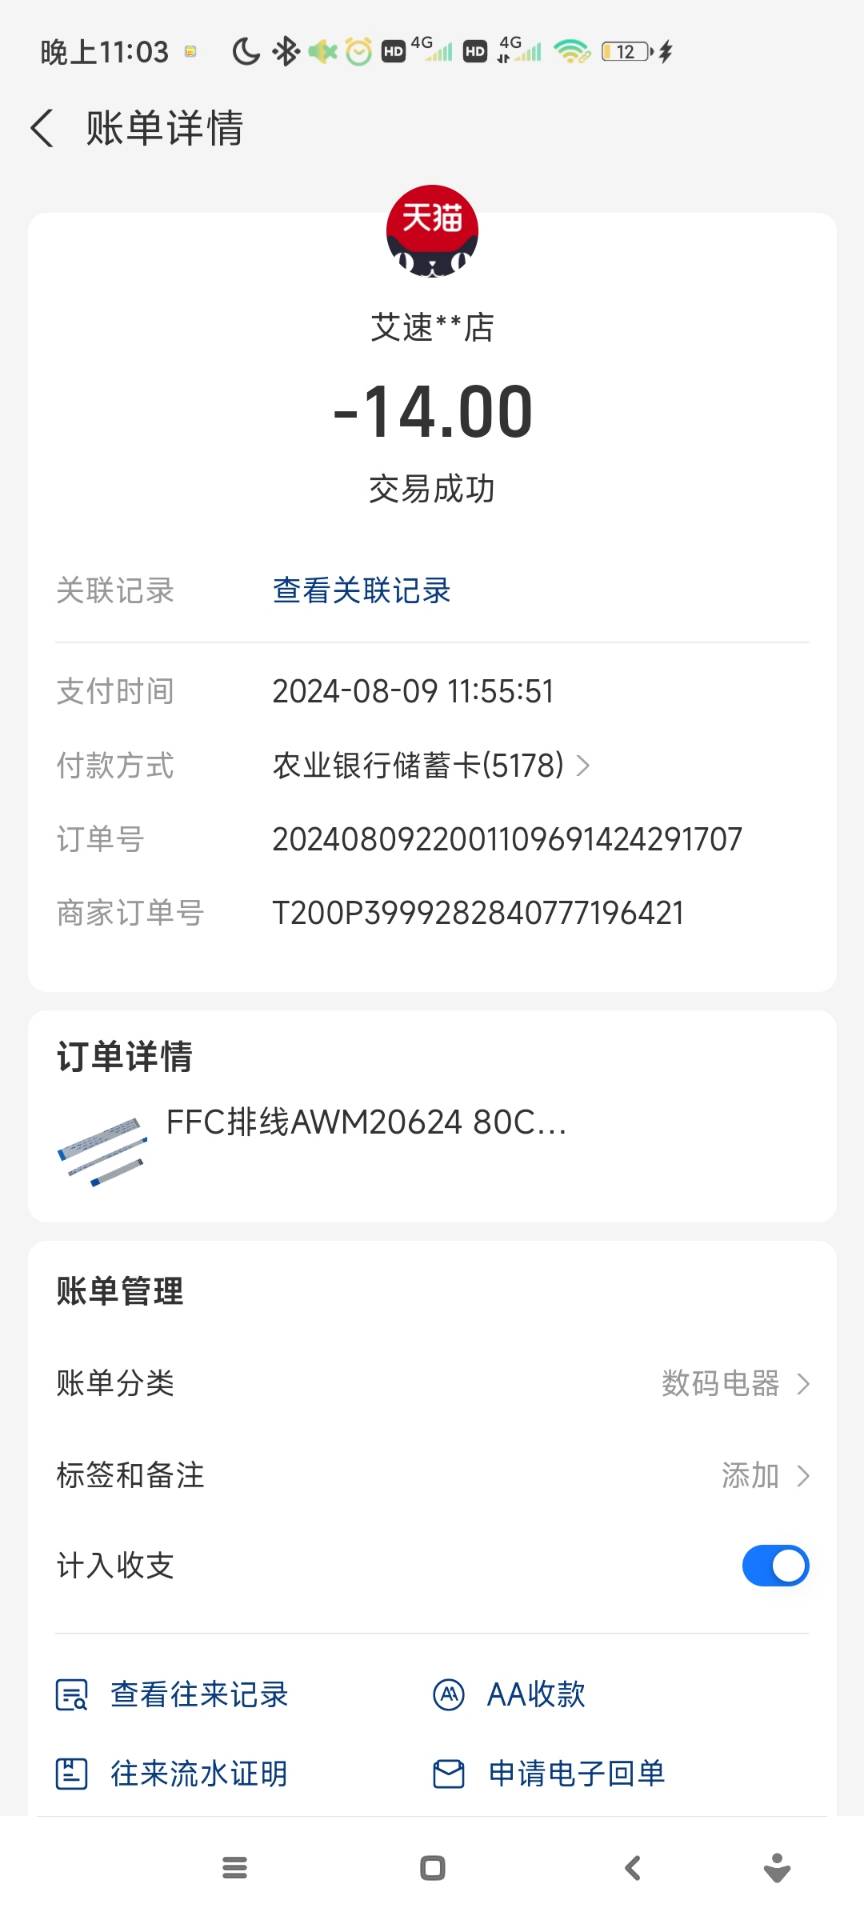 晚上11:03 HD 4G HD 4G 12
账单详情
天猫
艾速**店
-14.00
交易成功
关联记录 查看关联记录
支付时间 2024-08-09 11:55:51
付款方式 农业银行储蓄卡(5178)
订单号 2024080922001109691424291707
商家订单号 T200P3999282840777196421
订单详情
FFC排线AWM20624 80C...
账单管理
账单分类 数码电器
标签和备注 添加
计入收支
查看往来记录 AA收款
往来流水证明 申请电子回单